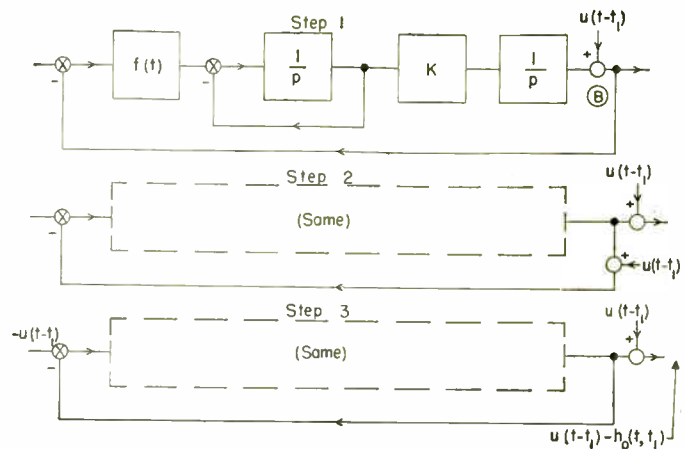 Step 1
u(t-t₁)
f(t)
1/p
K
1/p
+
-
-
B
Step 2
u(t-t₁)
(Same)
+
-
+
u(t-t₁)
Step 3
u(t-t₁)
-u(t-t₁)
(Same)
+
-
u(t-t₁)-h₀(t, t₁)